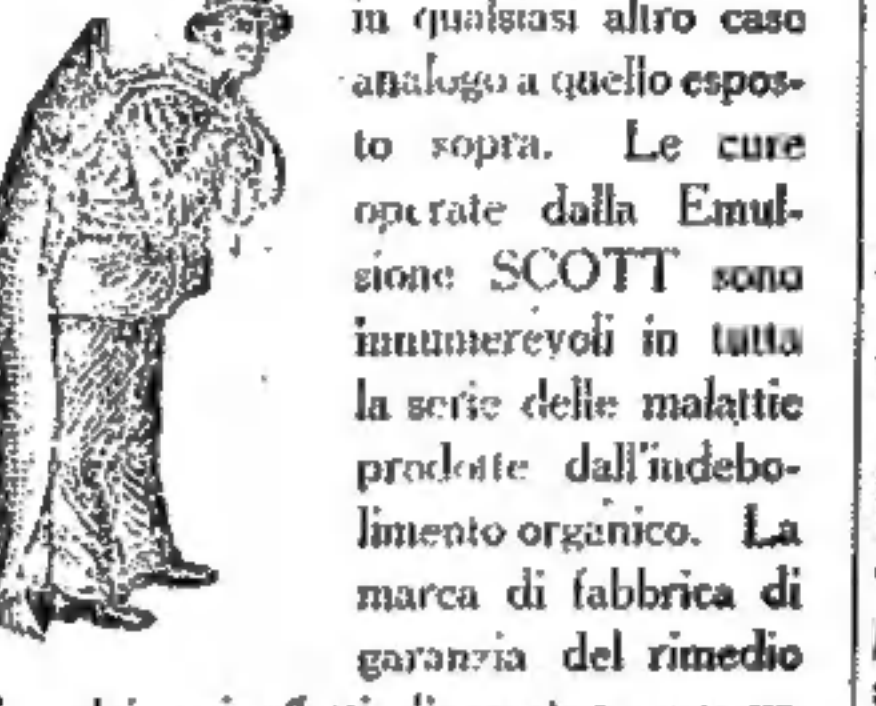 in qualsiasi altro caso
analogo a quello espos-
to sopra. Le cure
operate dalla Emul-
sione SCOTT sono
innumerevoli in tutta
la serie delle malattie
prodotte dall'indebo-
limento organico. La
marca di fabbrica di
garanzia del rimedio